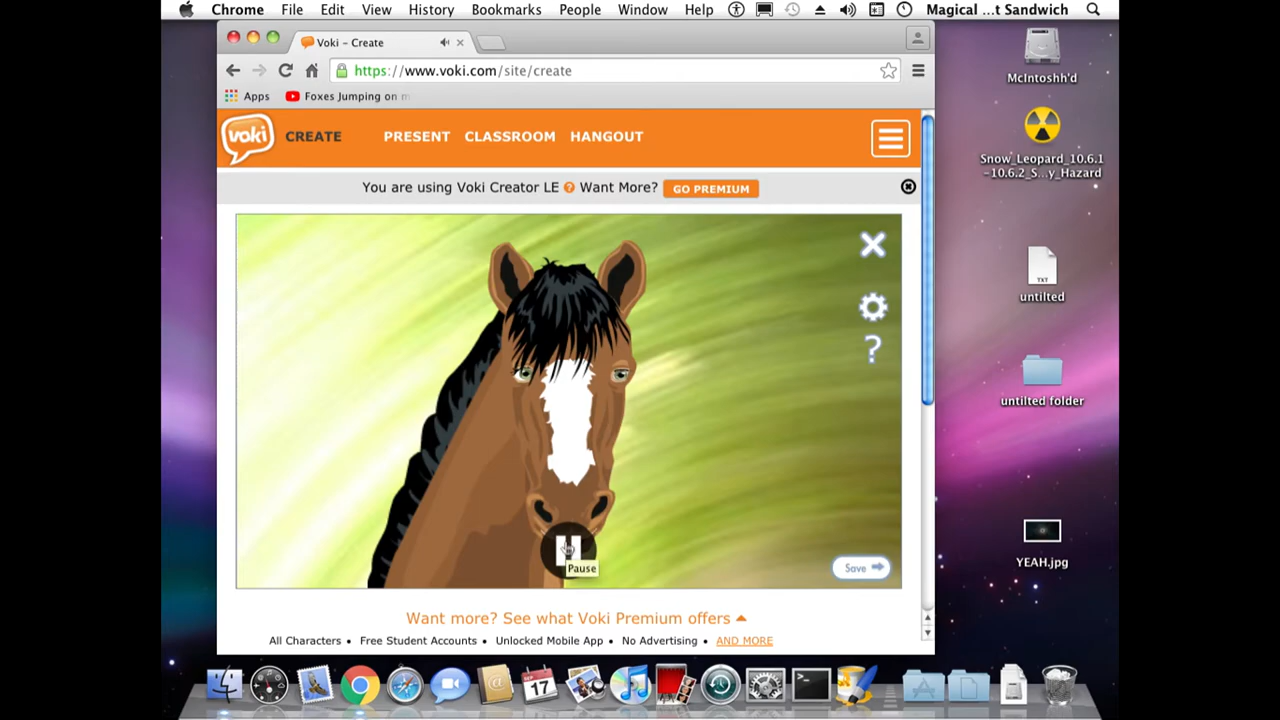 Chrome File Edit View History Bookmarks People Window Help Magical ...t Sandwich
Voki - Create
https://www.voki.com/site/create
Apps Foxes Jumping on m
voki CREATE PRESENT CLASSROOM HANGOUT
You are using Voki Creator LE ? Want More? GO PREMIUM
?
Pause
Save
Want more? See what Voki Premium offers
All Characters • Free Student Accounts • Unlocked Mobile App • No Advertising • AND MORE
McIntoshh'd
Snow_Leopard_10.6.1
-10.6.2_S...y_Hazard
TXT
untilted
untilted folder
YEAH.jpg
17